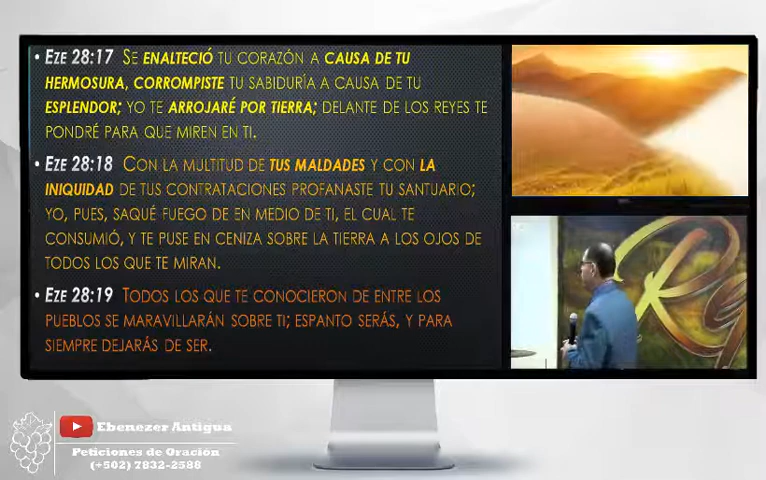 • EZE 28:17 SE ENALTECIÓ TU CORAZÓN A CAUSA DE TU
HERMOSURA, CORROMPISTE TU SABIDURÍA A CAUSA DE TU
ESPLENDOR; YO TE ARROJARÉ POR TIERRA; DELANTE DE LOS REYES TE
PONDRÉ PARA QUE MIREN EN TI.
• EZE 28:18 CON LA MULTITUD DE TUS MALDADES Y CON LA
INIQUIDAD DE TUS CONTRATACIONES PROFANASTE TU SANTUARIO;
YO, PUES, SAQUÉ FUEGO DE EN MEDIO DE TI, EL CUAL TE
CONSUMIÓ, Y TE PUSE EN CENIZA SOBRE LA TIERRA A LOS OJOS DE
TODOS LOS QUE TE MIRAN.
• EZE 28:19 TODOS LOS QUE TE CONOCIERON DE ENTRE LOS
PUEBLOS SE MARAVILLARÁN SOBRE TI; ESPANTO SERÁS, Y PARA
SIEMPRE DEJARÁS DE SER.
Ebenezer Antigua
Peticiones de Oración
(+502) 7832-2588